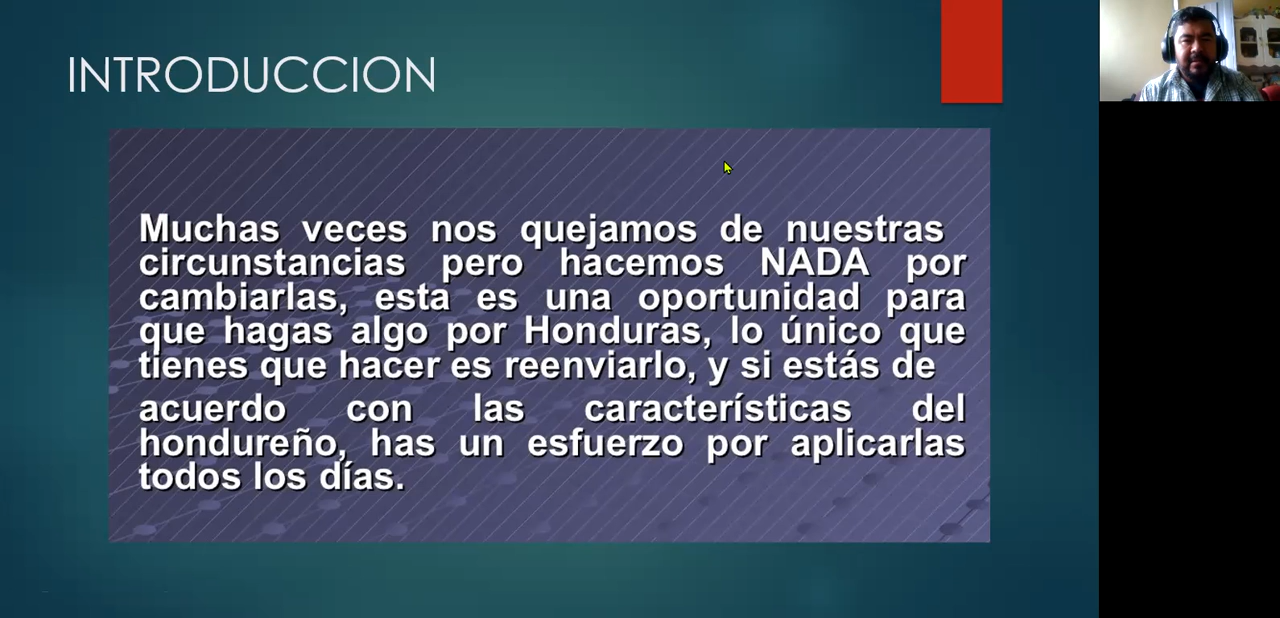 INTRODUCCION
Muchas veces nos quejamos de nuestras
circunstancias pero hacemos NADA por
cambiarlas, esta es una oportunidad para
que hagas algo por Honduras, lo único que
tienes que hacer es reenviarlo, y si estás de
acuerdo con las características del
hondureño, has un esfuerzo por aplicarlas
todos los días.